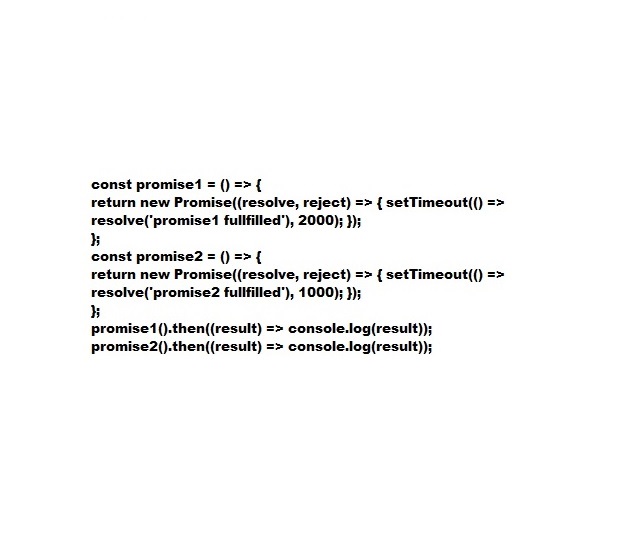 const promise1 = () => {
return new Promise((resolve, reject) => { setTimeout(() =>
resolve('promise1 fullfilled'), 2000); });
};
const promise2 = () => {
return new Promise((resolve, reject) => { setTimeout(() =>
resolve('promise2 fullfilled'), 1000); });
};
promise1().then((result) => console.log(result));
promise2().then((result) => console.log(result));